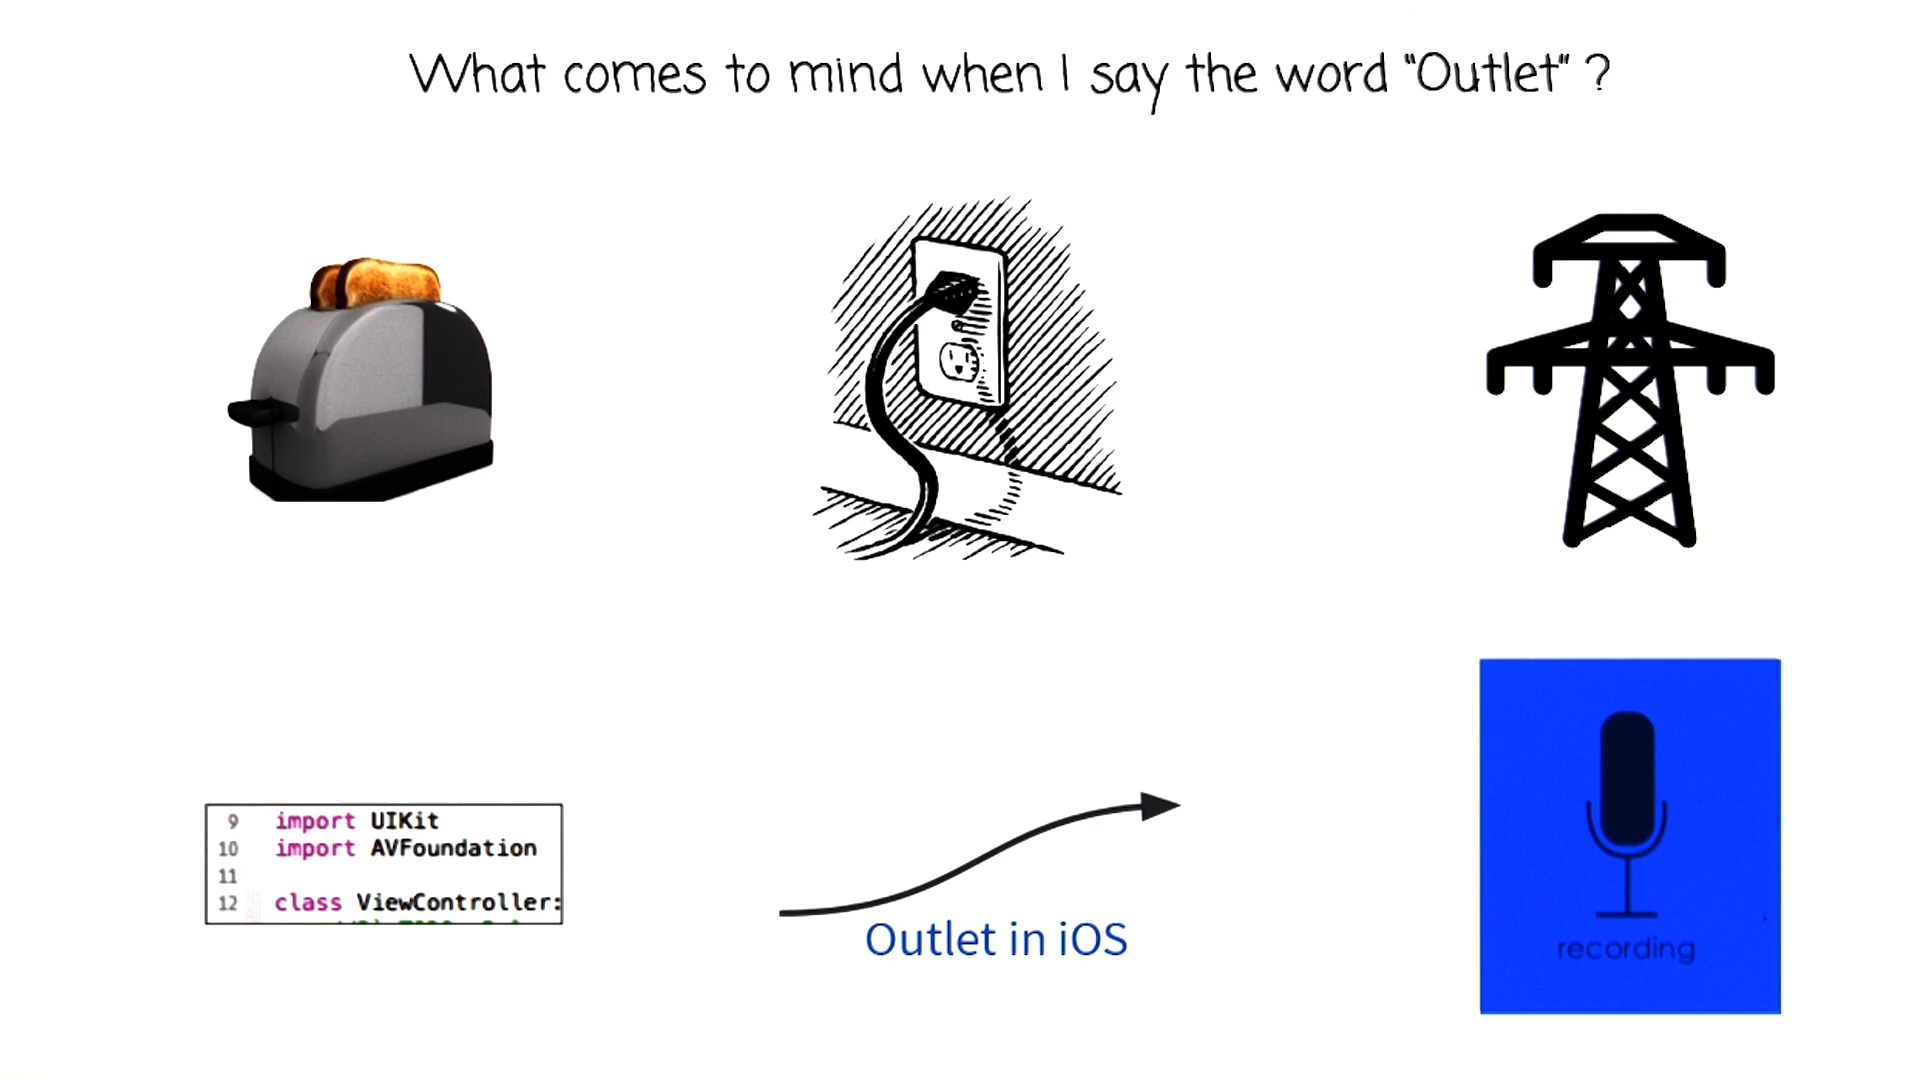 What comes to mind when I say the word "Outlet" ?
9 import UIKit
10 import AVFoundation
11
12 class ViewController:
Outlet in iOS
recording